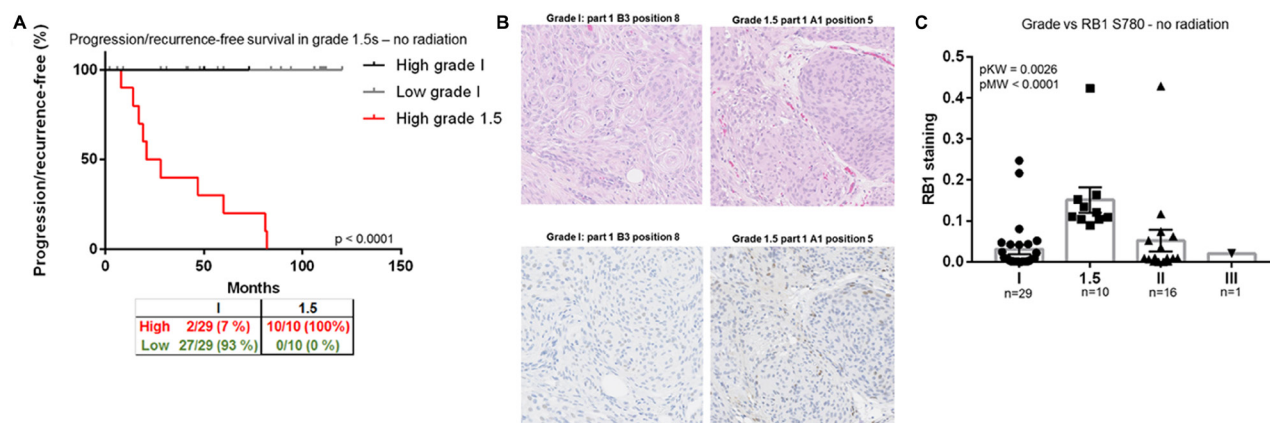 A
Progression/recurrence-free survival in grade 1.5s – no radiation
Progression/recurrence-free (%)
100
50
0
0 50 100 150
Months
High grade I
Low grade I
High grade 1.5
p < 0.0001
I 1.5
High 2/29 (7 %) 10/10 (100%)
Low 27/29 (93 %) 0/10 (0 %)
B
Grade I: part 1 B3 position 8
Grade 1.5 part 1 A1 position 5
Grade I: part 1 B3 position 8
Grade 1.5 part 1 A1 position 5
C
Grade vs RB1 S780 - no radiation
pKW = 0.0026
pMW < 0.0001
RB1 staining
0.5
0.4
0.3
0.2
0.1
0.0
I 1.5 II III
n=29 n=10 n=16 n=1